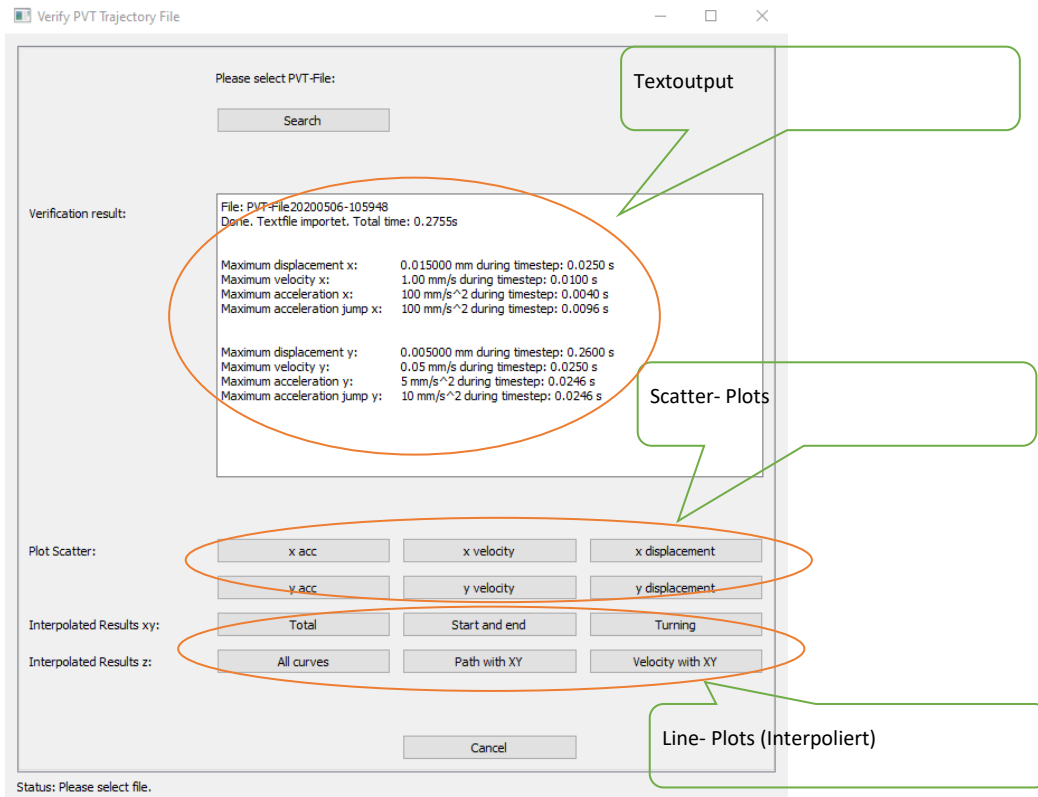 Verify PVT Trajectory File
Please select PVT-File:
Textoutput
Search
Verification result:
File: PVT-File20200506-105948
Done. Textfile importet. Total time: 0.2755s
Maximum displacement x: 0.015000 mm during timestep: 0.0250 s
Maximum velocity x: 1.00 mm/s during timestep: 0.0100 s
Maximum acceleration x: 100 mm/s^2 during timestep: 0.0040 s
Maximum acceleration jump x: 100 mm/s^2 during timestep: 0.0096 s
Maximum displacement y: 0.005000 mm during timestep: 0.2600 s
Maximum velocity y: 0.05 mm/s during timestep: 0.0250 s
Maximum acceleration y: 5 mm/s^2 during timestep: 0.0246 s
Maximum acceleration jump y: 10 mm/s^2 during timestep: 0.0246 s
Scatter- Plots
Plot Scatter: x acc x velocity x displacement
y acc y velocity y displacement
Interpolated Results xy: Total Start and end Turning
Interpolated Results z: All curves Path with XY Velocity with XY
Line- Plots (Interpoliert)
Cancel
Status: Please select file.